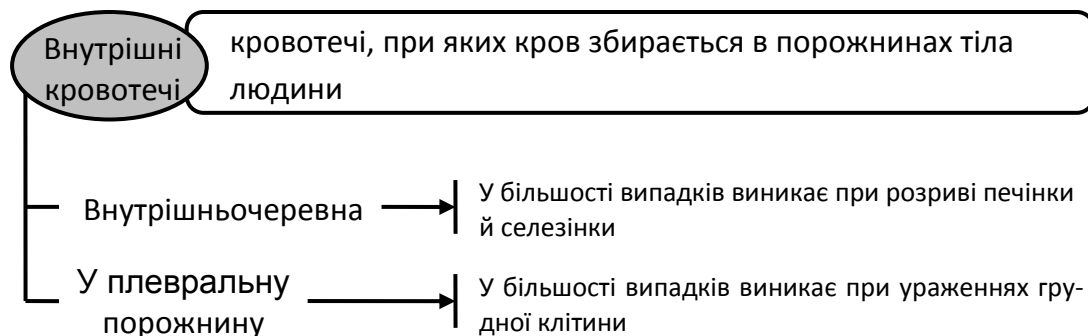 Внутрішні
кровотечі
кровотечі, при яких кров збирається в порожнинах тіла
людини
Внутрішньочеревна
У більшості випадків виникає при розриві печінки
й селезінки
У плевральну
порожнину
У більшості випадків виникає при ураженнях гру-
дної клітини